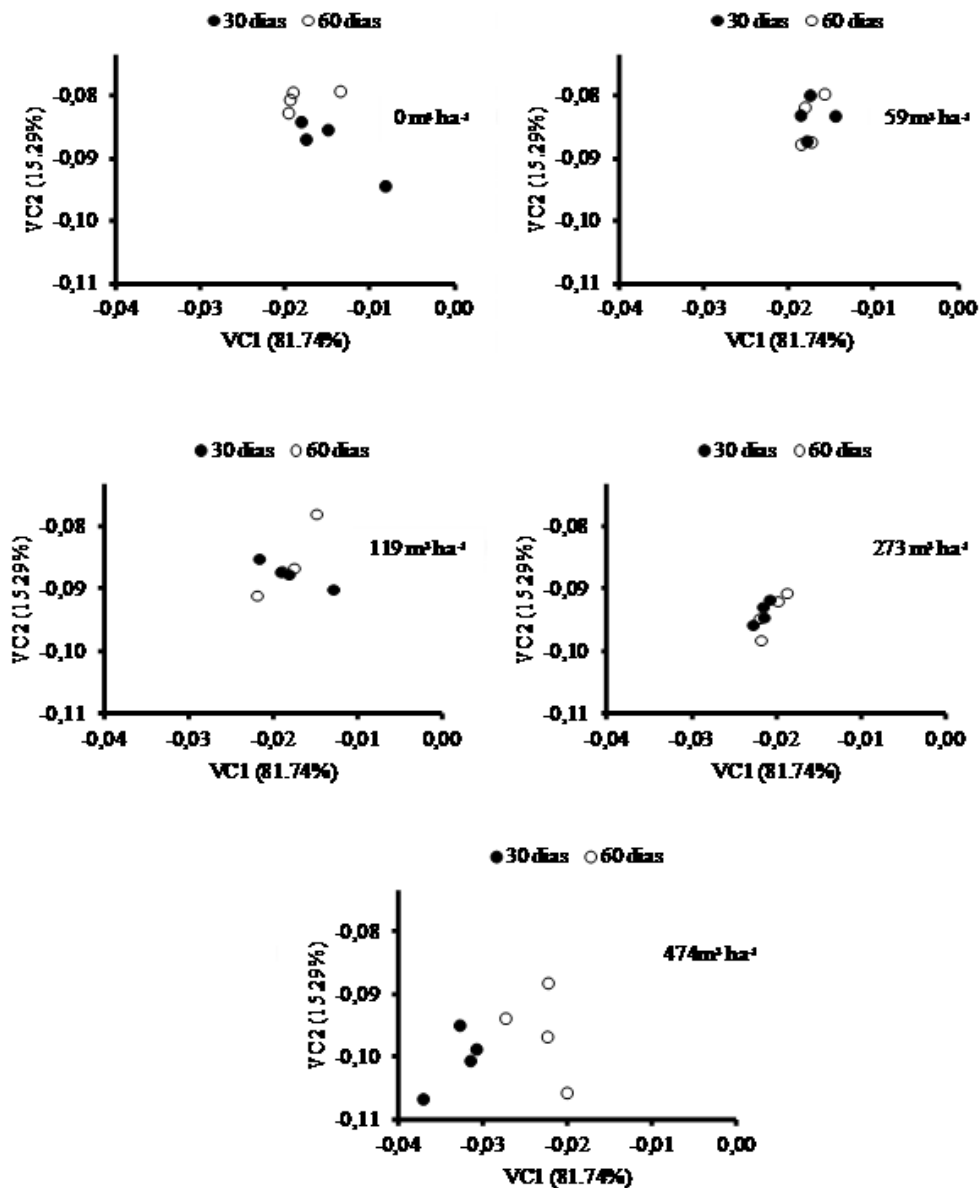 30 dias 60 dias
VC2 (15.29%)
-0,08
-0,09
-0,10
-0,11
0 m³ ha⁻¹
-0,04 -0,03 -0,02 -0,01 0,00
VC1 (81.74%)
30 dias 60 dias
VC2 (15.29%)
-0,08
-0,09
-0,10
-0,11
59 m³ ha⁻¹
-0,04 -0,03 -0,02 -0,01 0,00
VC1 (81.74%)
30 dias 60 dias
VC2 (15.29%)
-0,08
-0,09
-0,10
-0,11
119 m³ ha⁻¹
-0,04 -0,03 -0,02 -0,01 0,00
VC1 (81.74%)
30 dias 60 dias
VC2 (15.29%)
-0,08
-0,09
-0,10
-0,11
273 m³ ha⁻¹
-0,04 -0,03 -0,02 -0,01 0,00
VC1 (81.74%)
30 dias 60 dias
VC2 (15.29%)
-0,08
-0,09
-0,10
-0,11
474m³ ha⁻¹
-0,04 -0,03 -0,02 -0,01 0,00
VC1 (81.74%)